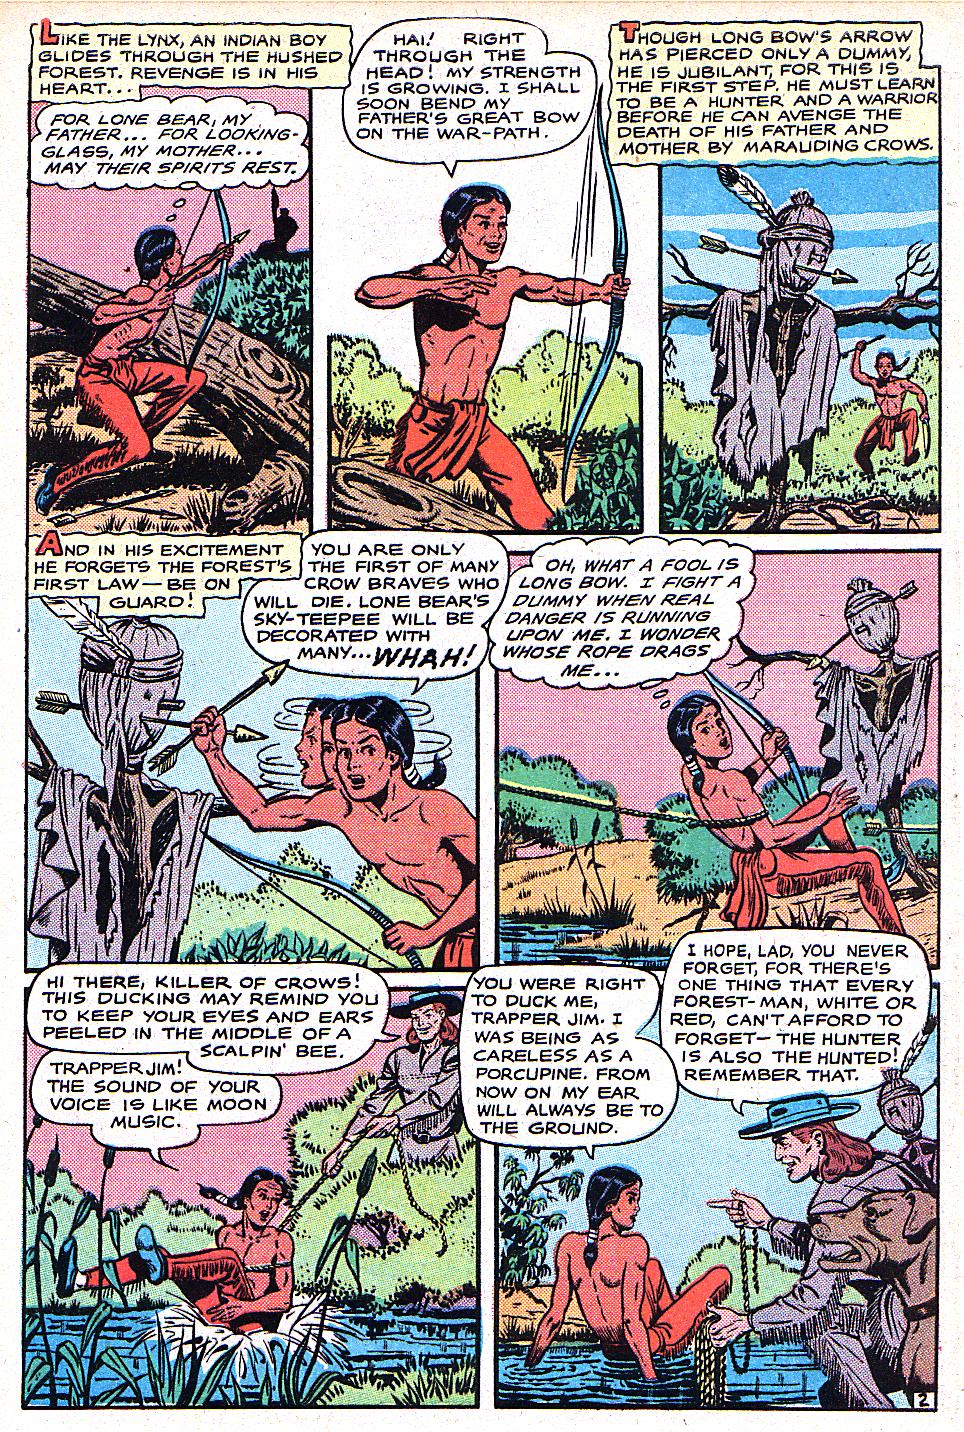 LIKE THE LYNX, AN INDIAN BOY
GLIDES THROUGH THE HUSHED
FOREST. REVENGE IS IN HIS
HEART...
FOR LONE BEAR, MY
FATHER... FOR LOOKING-
GLASS, MY MOTHER...
MAY THEIR SPIRITS REST.
HAI! RIGHT
THROUGH THE
HEAD! MY STRENGTH
IS GROWING. I SHALL
SOON BEND MY
FATHER'S GREAT BOW
ON THE WAR-PATH.
THOUGH LONG BOW'S ARROW
HAS PIERCED ONLY A DUMMY,
HE IS JUBILANT, FOR THIS IS
THE FIRST STEP. HE MUST LEARN
TO BE A HUNTER AND A WARRIOR
BEFORE HE CAN AVENGE THE
DEATH OF HIS FATHER AND
MOTHER BY MARAUDING CROWS.
AND IN HIS EXCITEMENT
HE FORGETS THE FOREST'S
FIRST LAW—BE ON
GUARD!
YOU ARE ONLY
THE FIRST OF MANY
CROW BRAVES WHO
WILL DIE. LONE BEAR'S
SKY-TEEPEE WILL BE
DECORATED WITH
MANY... WHAH!
OH, WHAT A FOOL IS
LONG BOW. I FIGHT A
DUMMY WHEN REAL
DANGER IS RUNNING
UPON ME. I WONDER
WHOSE ROPE DRAGS
ME...
HI THERE, KILLER OF CROWS!
THIS DUCKING MAY REMIND YOU
TO KEEP YOUR EYES AND EARS
PEELED IN THE MIDDLE OF A
SCALPIN' BEE.
TRAPPER JIM!
THE SOUND OF YOUR
VOICE IS LIKE MOON
MUSIC.
YOU WERE RIGHT
TO DUCK ME,
TRAPPER JIM. I
WAS BEING AS
CARELESS AS A
PORCUPINE. FROM
NOW ON MY EAR
WILL ALWAYS BE TO
THE GROUND.
I HOPE, LAD, YOU NEVER
FORGET, FOR THERE'S
ONE THING THAT EVERY
FOREST-MAN, WHITE OR
RED, CAN'T AFFORD TO
FORGET—THE HUNTER
IS ALSO THE HUNTED!
REMEMBER THAT.
2